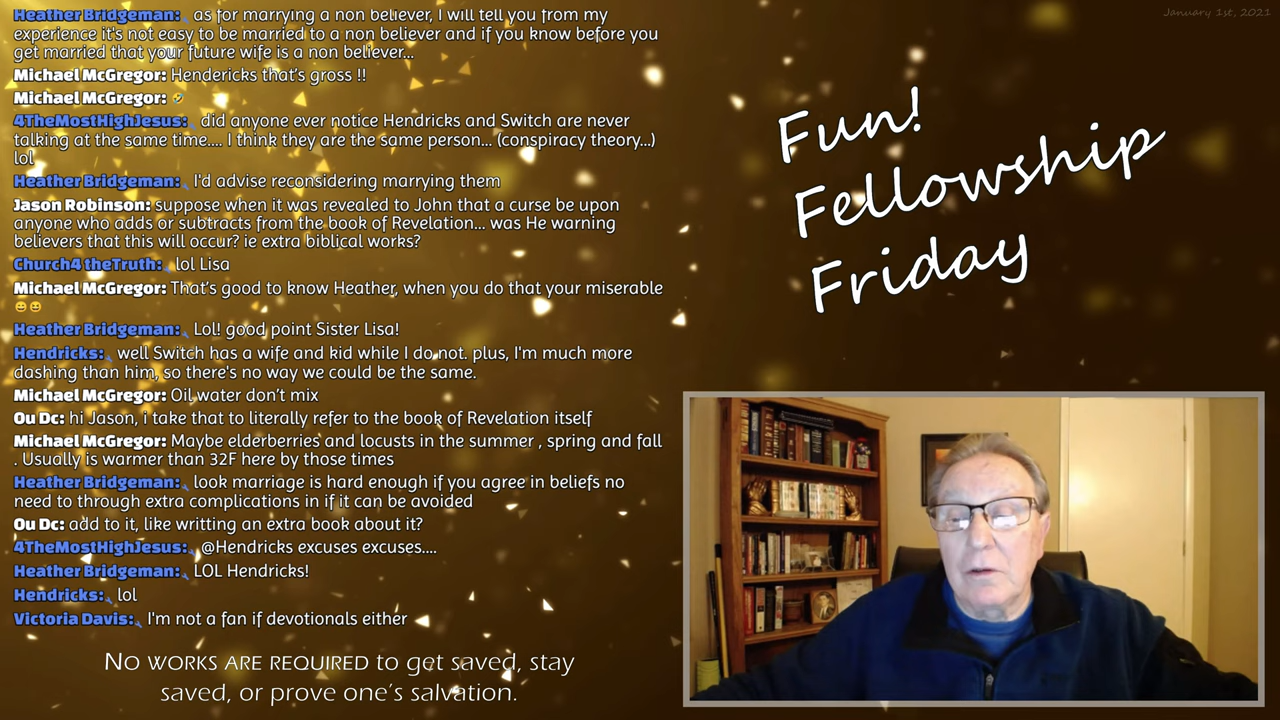 Heather Bridgeman: as for marrying a non believer, I will tell you from my
experience it's not easy to be married to a non believer and if you know before you
get married that your future wife is a non believer...
Michael McGregor: Hendericks that's gross !!
Michael McGregor: 🤣
4TheMostHighJesus: did anyone ever notice Hendricks and Switch are never
talking at the same time.... I think they are the same person... (conspiracy theory...)
lol
Heather Bridgeman: I'd advise reconsidering marrying them
Jason Robinson: suppose when it was revealed to John that a curse be upon
anyone who adds or subtracts from the book of Revelation... was He warning
believers that this will occur? ie extra biblical works?
Church4 theTruth: lol Lisa
Michael McGregor: That's good to know Heather, when you do that your miserable
😄😆
Heather Bridgeman: Lol! good point Sister Lisa!
Hendricks: well Switch has a wife and kid while I do not. plus, I'm much more
dashing than him, so there's no way we could be the same.
Michael McGregor: Oil water don't mix
Ou Dc: hi Jason, i take that to literally refer to the book of Revelation itself
Michael McGregor: Maybe elderberries and locusts in the summer , spring and fall
. Usually is warmer than 32F here by those times
Heather Bridgeman: look marriage is hard enough if you agree in beliefs no
need to through extra complications in if it can be avoided
Ou Dc: add to it, like writting an extra book about it?
4TheMostHighJesus: @Hendricks excuses excuses....
Heather Bridgeman: LOL Hendricks!
Hendricks: lol
Victoria Davis: I'm not a fan if devotionals either
No works are required to get saved, stay
saved, or prove one's salvation.
January 1st, 2021
Fun!
Fellowship
Friday